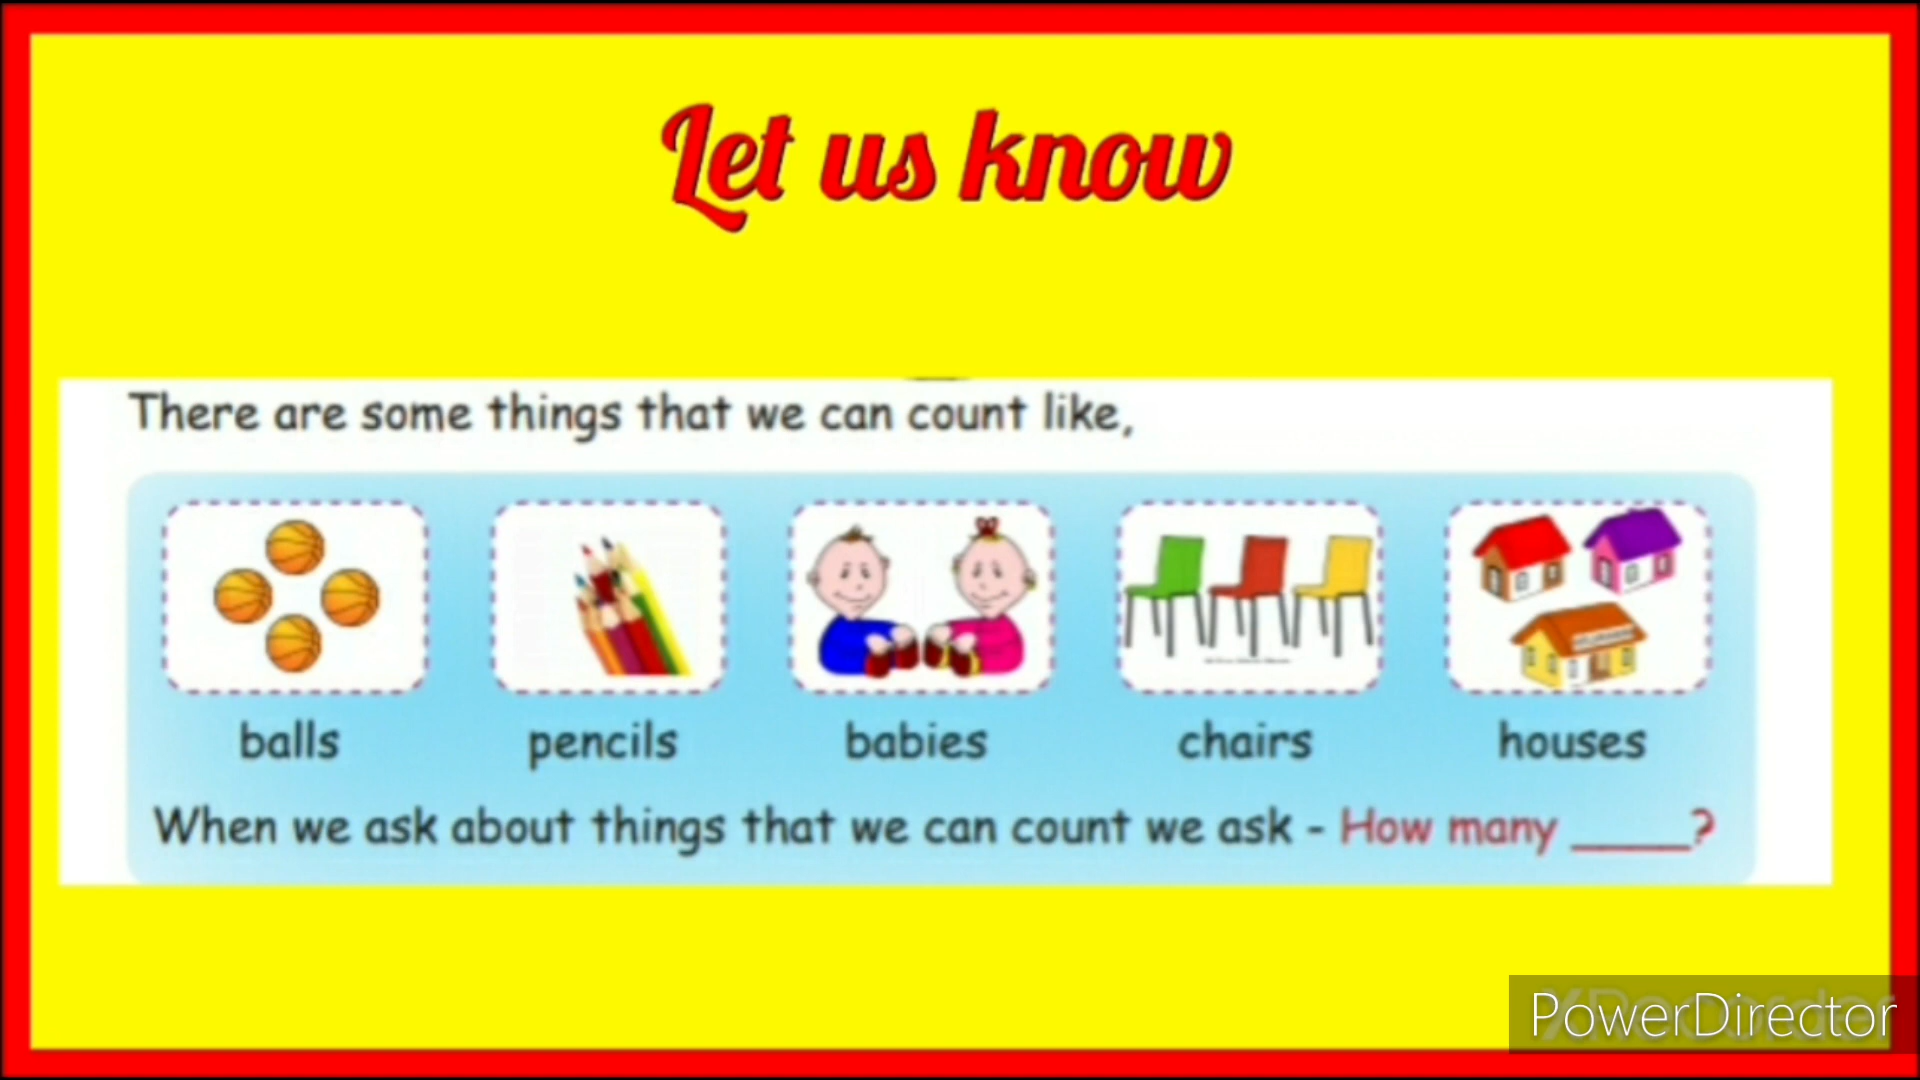 Let us know
There are some things that we can count like,
balls pencils babies chairs houses
When we ask about things that we can count we ask - How many _____?
PowerDirector